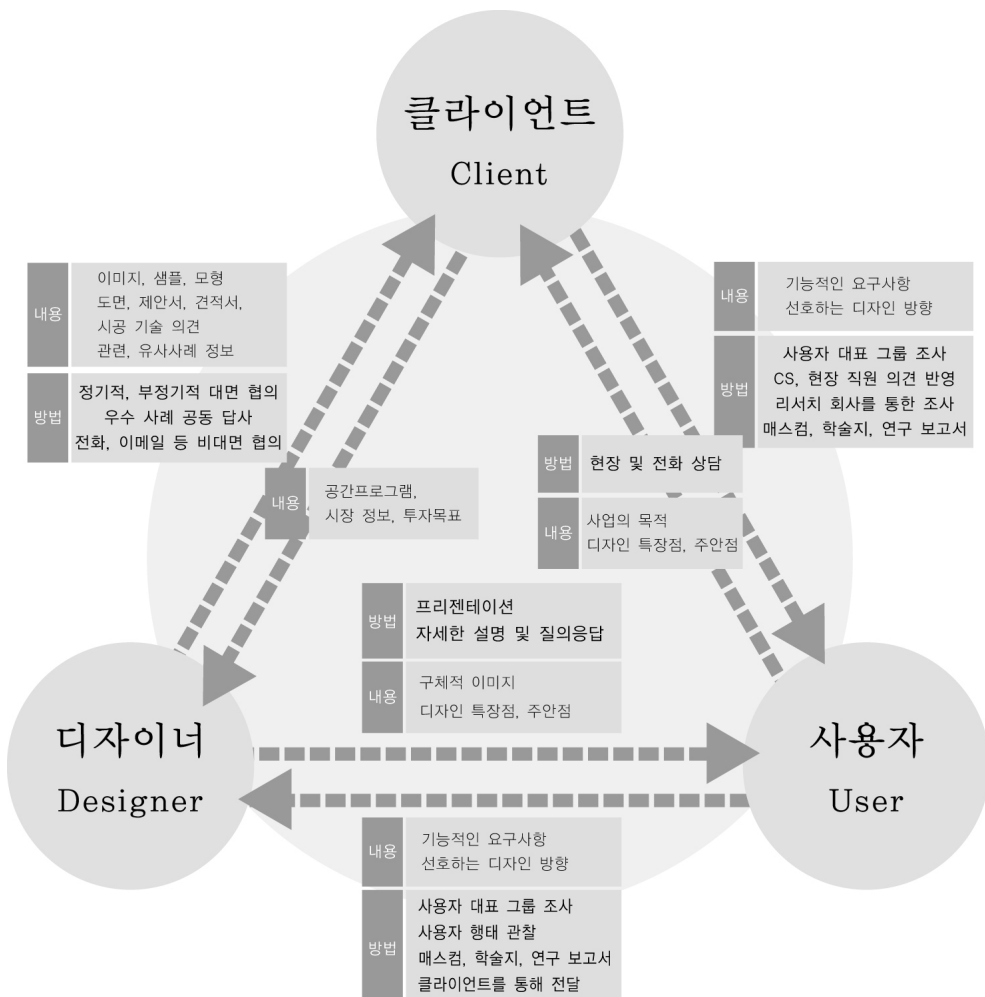 클라이언트
Client
내용
이미지, 샘플, 모형
도면, 제안서, 견적서,
시공 기술 의견
관련, 유사사례 정보
방법
정기적, 부정기적 대면 협의
우수 사례 공동 답사
전화, 이메일 등 비대면 협의
내용
기능적인 요구사항
선호하는 디자인 방향
방법
사용자 대표 그룹 조사
CS, 현장 직원 의견 반영
리서치 회사를 통한 조사
매스컴, 학술지, 연구 보고서
내용
공간프로그램,
시장 정보, 투자목표
방법
현장 및 전화 상담
내용
사업의 목적
디자인 특장점, 주안점
방법
프리젠테이션
자세한 설명 및 질의응답
내용
구체적 이미지
디자인 특장점, 주안점
디자이너
Designer
사용자
User
내용
기능적인 요구사항
선호하는 디자인 방향
방법
사용자 대표 그룹 조사
사용자 행태 관찰
매스컴, 학술지, 연구 보고서
클라이언트를 통해 전달